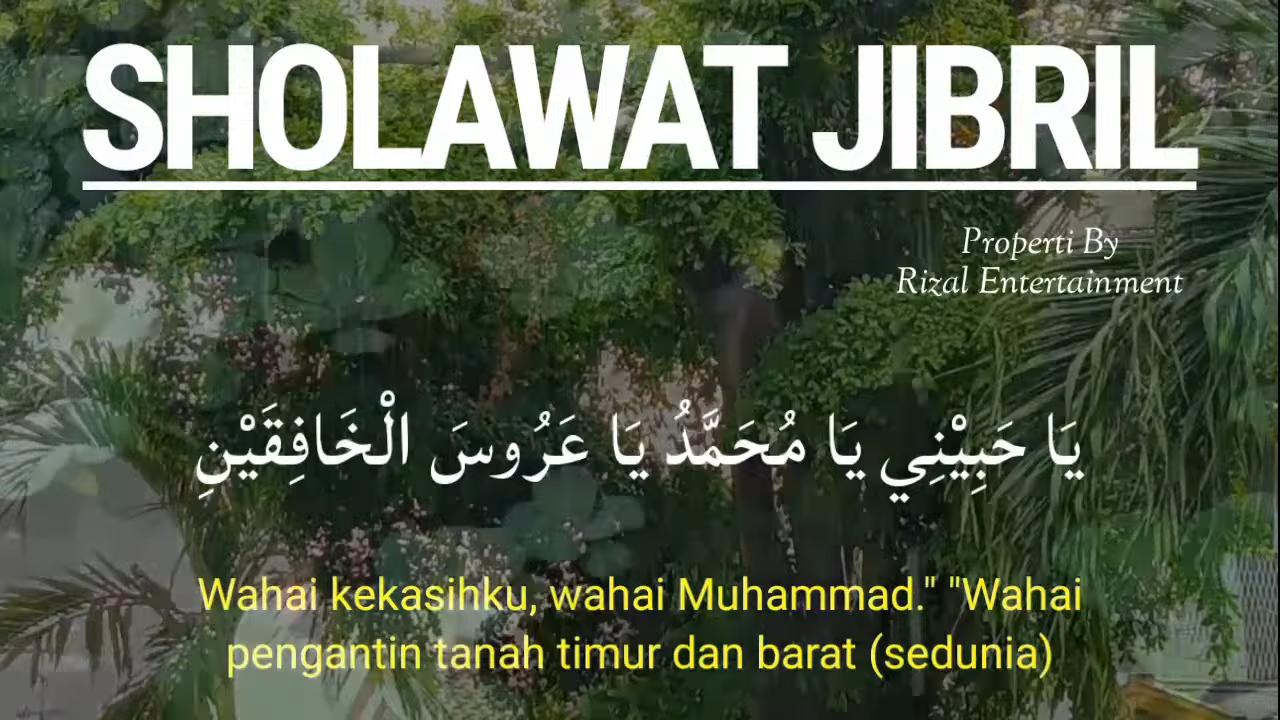 SHOLAWAT JIBRIL
Properti By
Rizal Entertainment
يَا حَبِيْنِي يَا مُحَمَّدُ يَا عَرُوسَ الْخَافِقَيْنِ
Wahai kekasihku, wahai Muhammad." "Wahai
pengantin tanah timur dan barat (sedunia)